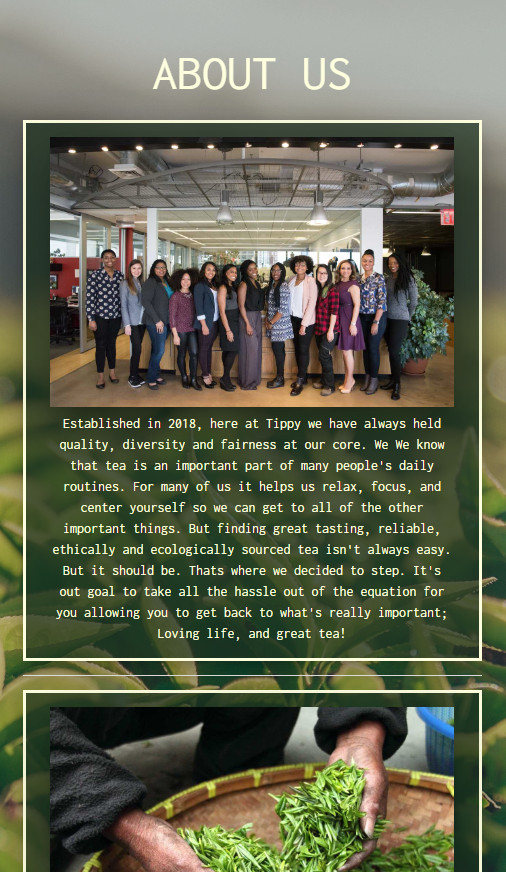 ABOUT US
Established in 2018, here at Tippy we have always held
quality, diversity and fairness at our core. We We know
that tea is an important part of many people's daily
routines. For many of us it helps us relax, focus, and
center yourself so we can get to all of the other
important things. But finding great tasting, reliable,
ethically and ecologically sourced tea isn't always easy.
But it should be. Thats where we decided to step. It's
out goal to take all the hassle out of the equation for
you allowing you to get back to what's really important;
Loving life, and great tea!